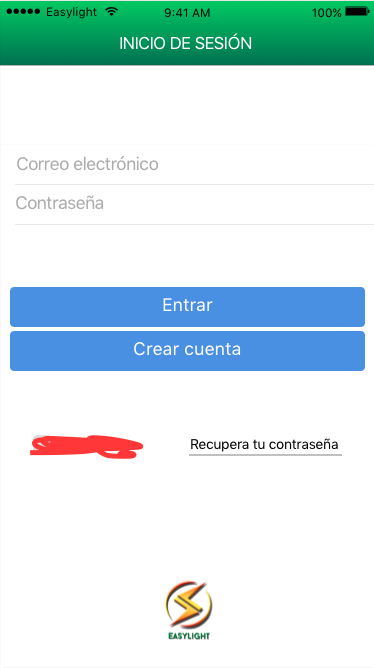 Easylight 9:41 AM 100%
INICIO DE SESIÓN
Correo electrónico
Contraseña
Entrar
Crear cuenta
Recupera tu contraseña
EASYLIGHT